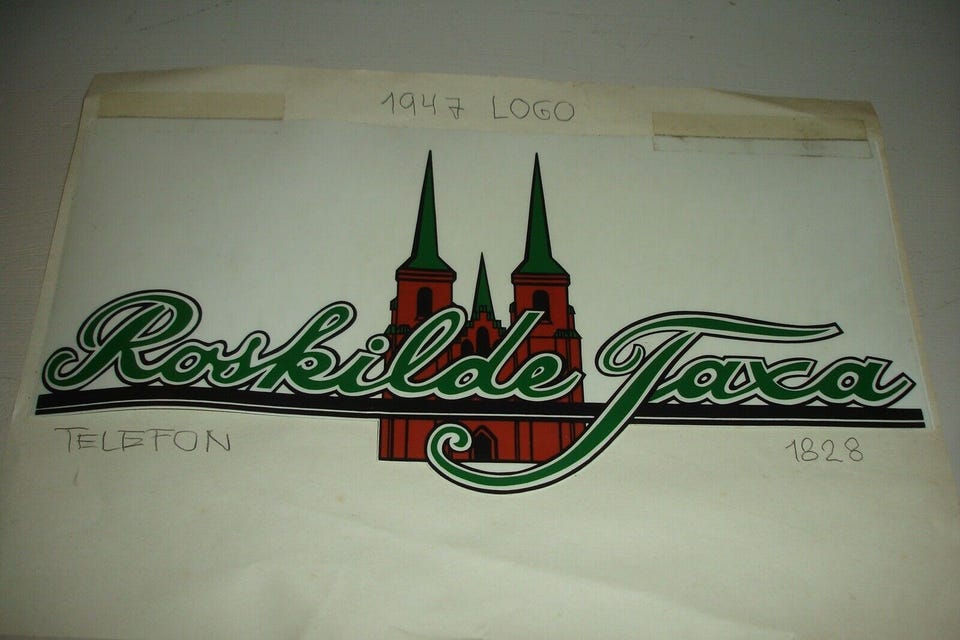 1947 LOGO
Roskilde Taxa
TELEFON 1828